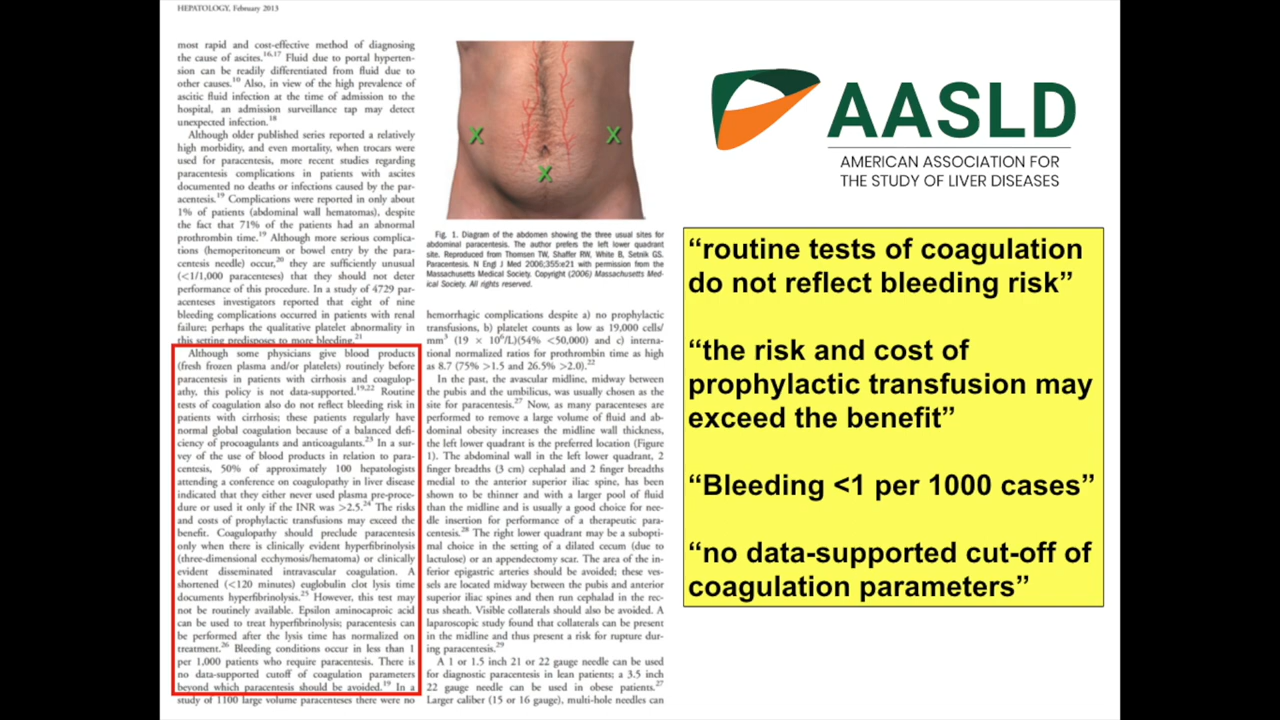 HEPATOLOGY, February 2013
most rapid and cost-effective method of diagnosing
the cause of ascites.16,17 Fluid due to portal hyperten-
sion can be readily differentiated from fluid due to
other causes.10 Also, in view of the high prevalence of
ascitic fluid infection at the time of admission to the
hospital, an admission surveillance tap may detect
unexpected infection.18
Although older published series reported a relatively
high morbidity, and even mortality, when trocars were
used for paracentesis, more recent studies regarding
paracentesis complications in patients with ascites
documented no deaths or infections caused by the par-
acentesis.19 Complications were reported in only about
1% of patients (abdominal wall hematomas), despite
the fact that 71% of the patients had an abnormal
prothrombin time.19 Although more serious complica-
tions (hemoperitoneum or bowel entry by the para-
centesis needle) occur,20 they are sufficiently unusual
(<1/1,000 paracenteses) that they should not deter
performance of this procedure. In a study of 4729 par-
acenteses investigators reported that eight of nine
bleeding complications occurred in patients with renal
failure; perhaps the qualitative platelet abnormality in
this setting predisposes to more bleeding.21
Although some physicians give blood products
(fresh frozen plasma and/or platelets) routinely before
paracentesis in patients with cirrhosis and coagulop-
athy, this policy is not data-supported.19,22 Routine
tests of coagulation also do not reflect bleeding risk in
patients with cirrhosis; these patients regularly have
normal global coagulation because of a balanced defi-
ciency of procoagulants and anticoagulants.23 In a sur-
vey of the use of blood products in relation to para-
centesis, 50% of approximately 100 hepatologists
attending a conference on coagulopathy in liver disease
indicated that they either never used plasma pre-proce-
dure or used it only if the INR was >2.5.24 The risks
and costs of prophylactic transfusions may exceed the
benefit. Coagulopathy should preclude paracentesis
only when there is clinically evident hyperfibrinolysis
(three-dimensional ecchymosis/hematoma) or clinically
evident disseminated intravascular coagulation. A
shortened (<120 minutes) euglobulin clot lysis time
documents hyperfibrinolysis.25 However, this test may
not be routinely available. Epsilon aminocaproic acid
can be used to treat hyperfibrinolysis; paracentesis can
be performed after the lysis time has normalized on
treatment.26 Bleeding conditions occur in less than 1
per 1,000 patients who require paracentesis. There is
no data-supported cutoff of coagulation parameters
beyond which paracentesis should be avoided.19 In a
study of 1100 large volume paracenteses there were no
X
X
X
Fig. 1. Diagram of the abdomen showing the three usual sites for
abdominal paracentesis. The author prefers the left lower quadrant
site. Reproduced from Thomsen TW, Shaffer RW, White B, Setnik GS.
Paracentesis. N Engl J Med 2006;355:e21 with permission from the
Massachusetts Medical Society. Copyright (2006) Massachusetts Med-
ical Society. All rights reserved.
hemorrhagic complications despite a) no prophylactic
transfusions, b) platelet counts as low as 19,000 cells/
mm3 (19 × 106/L)(54% <50,000) and c) interna-
tional normalized ratios for prothrombin time as high
as 8.7 (75% >1.5 and 26.5% >2.0).22
In the past, the avascular midline, midway between
the pubis and the umbilicus, was usually chosen as the
site for paracentesis.27 Now, as many paracenteses are
performed to remove a large volume of fluid and ab-
dominal obesity increases the midline wall thickness,
the left lower quadrant is the preferred location (Figure
1). The abdominal wall in the left lower quadrant, 2
finger breadths (3 cm) cephalad and 2 finger breadths
medial to the anterior superior iliac spine, has been
shown to be thinner and with a larger pool of fluid
than the midline and is usually a good choice for nee-
dle insertion for performance of a therapeutic para-
centesis.28 The right lower quadrant may be a subopti-
mal choice in the setting of a dilated cecum (due to
lactulose) or an appendectomy scar. The area of the in-
ferior epigastric arteries should be avoided; these ves-
sels are located midway between the pubis and anterior
superior iliac spines and then run cephalad in the rec-
tus sheath. Visible collaterals should also be avoided. A
laparoscopic study found that collaterals can be present
in the midline and thus present a risk for rupture dur-
ing paracentesis.29
A 1 or 1.5 inch 21 or 22 gauge needle can be used
for diagnostic paracentesis in lean patients; a 3.5 inch
22 gauge needle can be used in obese patients.27
Larger caliber (15 or 16 gauge), multi-hole needles can
AASLD
AMERICAN ASSOCIATION FOR
THE STUDY OF LIVER DISEASES
“routine tests of coagulation
do not reflect bleeding risk”
“the risk and cost of
prophylactic transfusion may
exceed the benefit”
“Bleeding <1 per 1000 cases”
“no data-supported cut-off of
coagulation parameters”